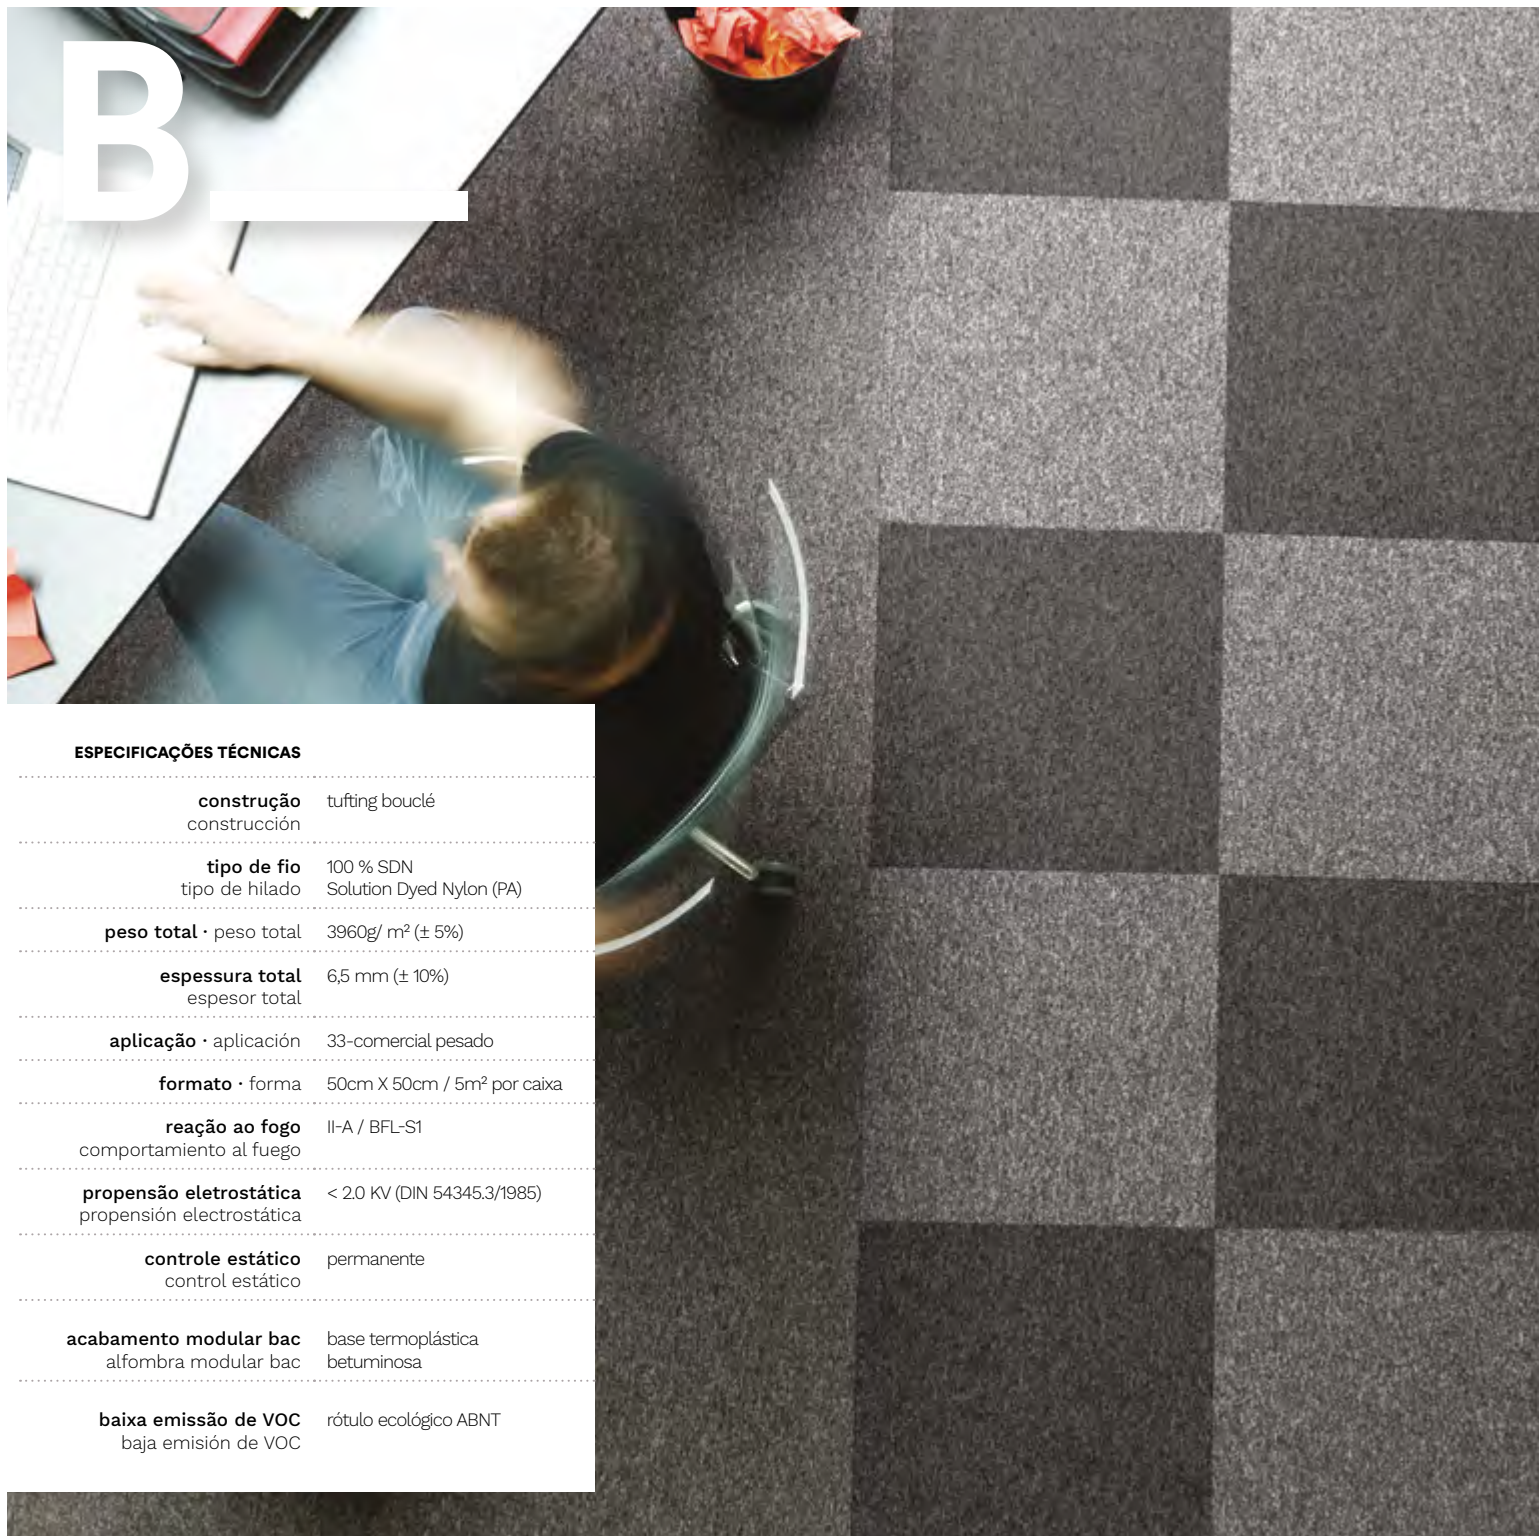 B_
ESPECIFICAÇÕES TÉCNICAS
construção tufting bouclé
construcción
tipo de fio 100 % SDN
tipo de hilado Solution Dyed Nylon (PA)
peso total · peso total 3960g/ m² (± 5%)
espessura total 6,5 mm (± 10%)
espesor total
aplicação · aplicación 33-comercial pesado
formato · forma 50cm X 50cm / 5m² por caixa
reação ao fogo II-A / BFL-S1
comportamiento al fuego
propensão eletrostática < 2.0 KV (DIN 54345.3/1985)
propensión electrostática
controle estático permanente
control estático
acabamento modular bac base termoplástica
alfombra modular bac betuminosa
baixa emissão de VOC rótulo ecológico ABNT
baja emisión de VOC